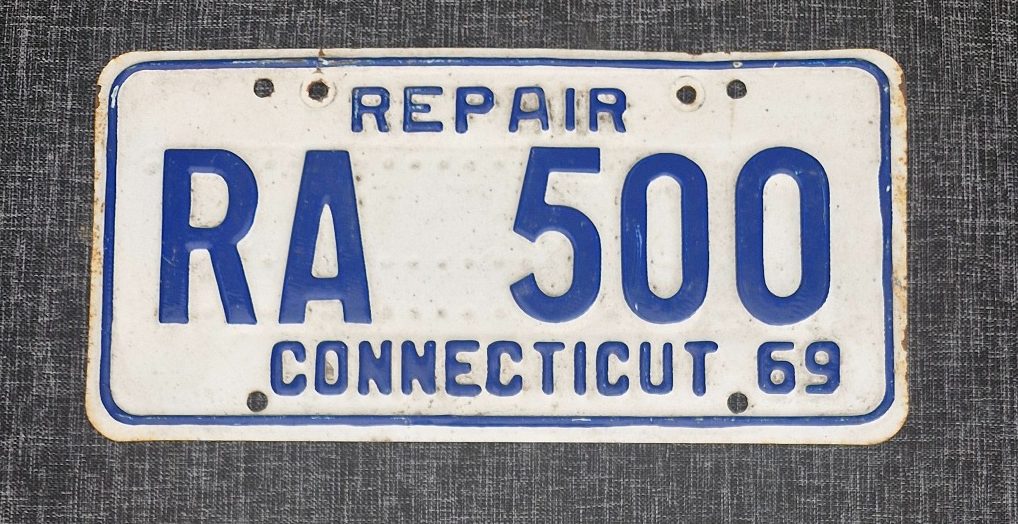 REPAIR
RA 500
CONNECTICUT 69